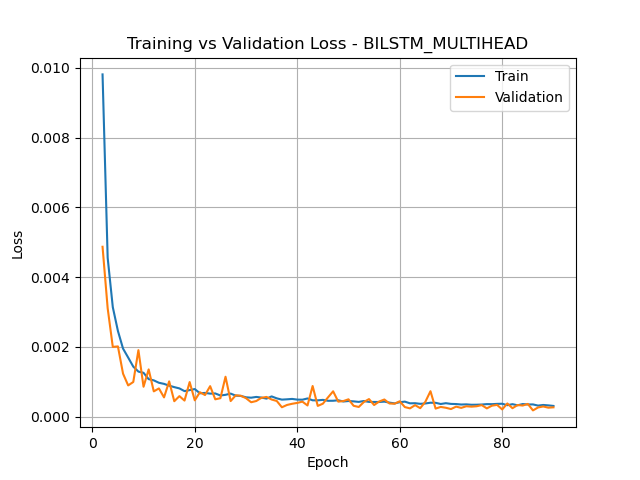 Training vs Validation Loss - BILSTM_MULTIHEAD
Train
Validation
0.010
0.008
0.006
0.004
0.002
0.000
Loss
0 20 40 60 80
Epoch